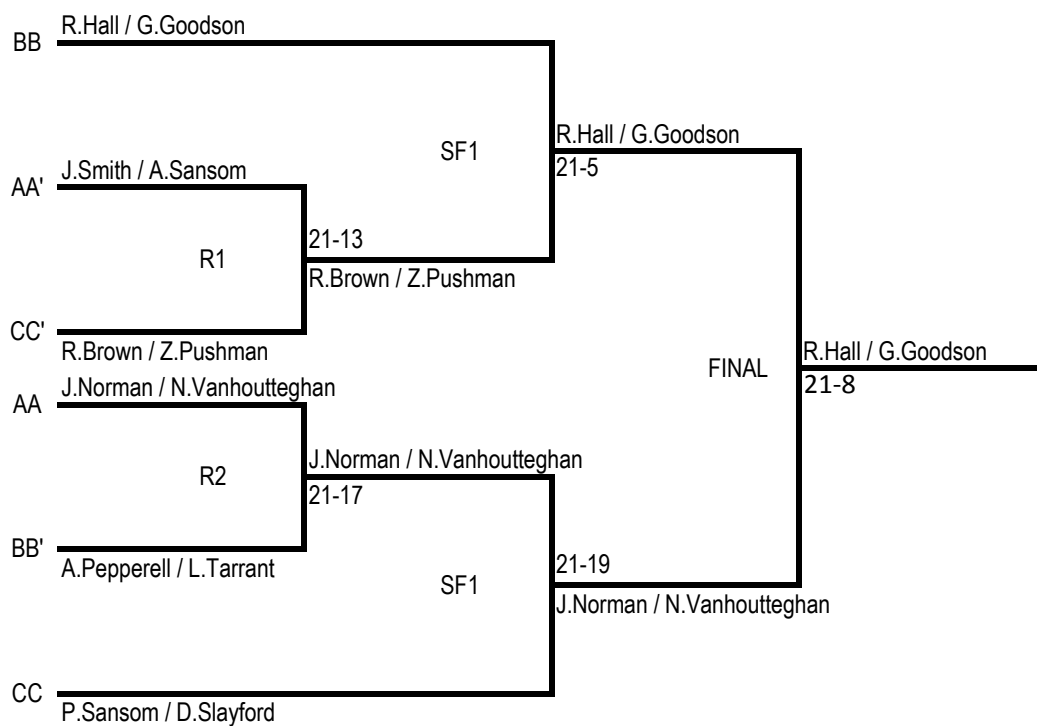 R.Hall / G.Goodson
BB
R.Hall / G.Goodson
SF1
21-5
J.Smith / A.Sansom
AA'
21-13
R1
R.Brown / Z.Pushman
CC'
R.Brown / Z.Pushman
R.Hall / G.Goodson
FINAL
21-8
J.Norman / N.Vanhoutteghan
AA
J.Norman / N.Vanhoutteghan
R2
21-17
BB'
A.Pepperell / L.Tarrant
21-19
SF1
J.Norman / N.Vanhoutteghan
CC
P.Sansom / D.Slayford